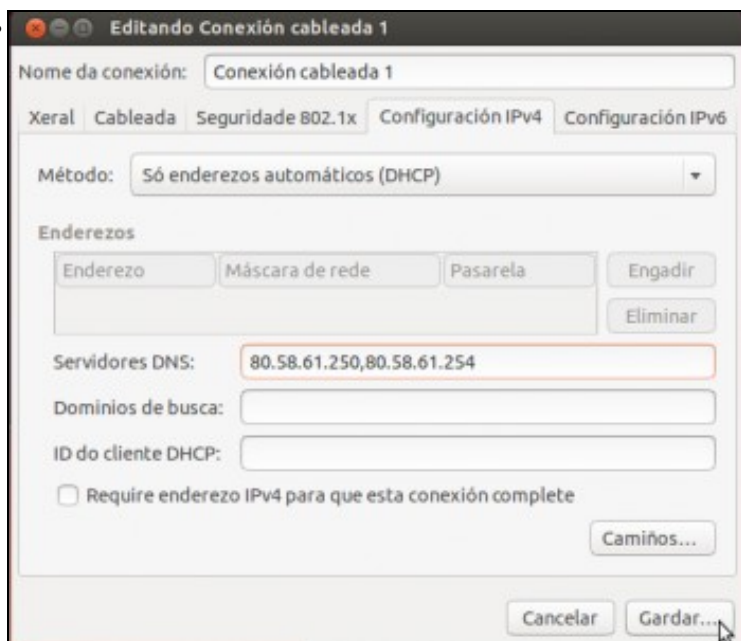 Editando Conexión cableada 1
Nome da conexión: Conexión cableada 1
Xeral Cableada Seguridade 802.1x Configuración IPv4 Configuración IPv6
Método: Só enderezos automáticos (DHCP)
Enderezos
Enderezo Máscara de rede Pasarela Engadir
Eliminar
Servidores DNS: 80.58.61.250,80.58.61.254
Dominios de busca:
ID do cliente DHCP:
Require enderezo IPv4 para que esta conexión complete
Camiños...
Cancelar Gardar...